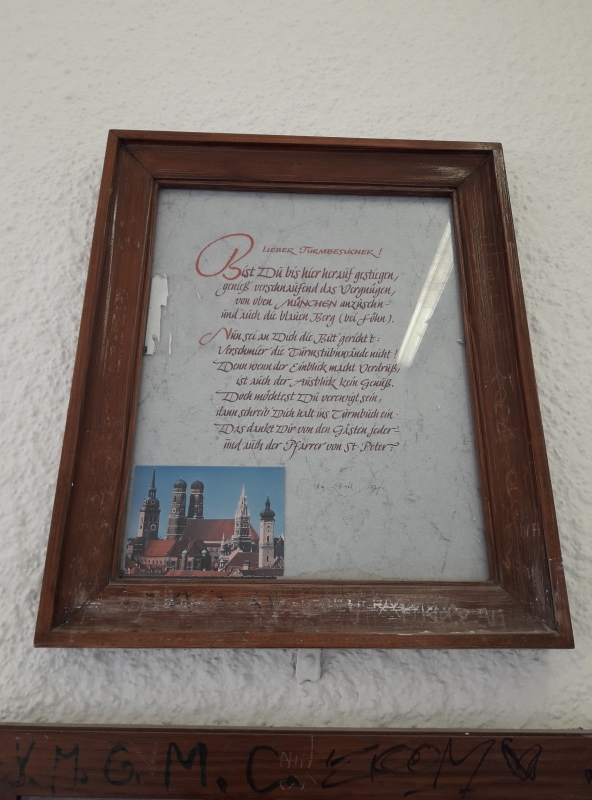 LIEBER TURMBESUCHER!
Bist Du bis hier herauf gestiegen,
genieß verschnaufend das Vergnügen,
von oben MÜNCHEN anzuschn-
und auch die blauen Berg (bei Föhn).
Nun sei an Dich die Bitt' gericht't:
Verschmier die Turmstubnwände nicht!
Denn wenn der Einblick macht Verdruß,
ist auch der Ausblick kein Genuß.
Doch möchtest Du verewigt sein,
dann schreib Dich halt ins Turmbuch ein-
Das dankt Dir von den Gästen jeder-
und auch der Pfarrer von St. Peter
M. G. M. C.